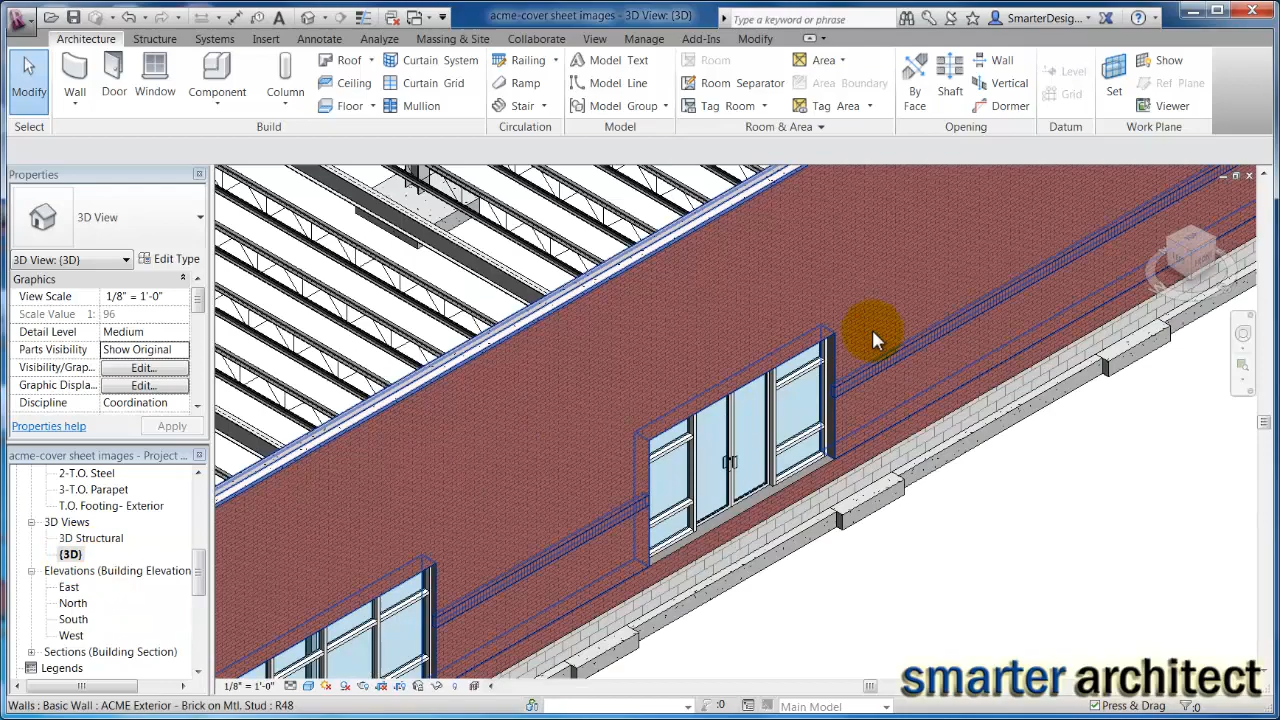 acme-cover sheet images - 3D View: {3D}
Type a keyword or phrase
SmarterDesig...
Architecture Structure Systems Insert Annotate Analyze Massing & Site Collaborate View Manage Add-Ins Modify
Modify
Wall
Door
Window
Component
Column
Roof
Ceiling
Floor
Curtain System
Curtain Grid
Mullion
Railing
Ramp
Stair
Model Text
Model Line
Model Group
Room
Room Separator
Tag Room
Area
Area Boundary
Tag Area
By Face
Shaft
Wall
Vertical
Dormer
Level
Grid
Set
Show
Ref Plane
Viewer
Select Build Circulation Model Room & Area Opening Datum Work Plane
Properties
3D View
3D View: {3D} Edit Type
Graphics
View Scale 1/8" = 1'-0"
Scale Value 1: 96
Detail Level Medium
Parts Visibility Show Original
Visibility/Grap... Edit...
Graphic Displa... Edit...
Discipline Coordination
Properties help Apply
acme-cover sheet images - Project ...
2-T.O. Steel
3-T.O. Parapet
T.O. Footing- Exterior
3D Views
3D Structural
{3D}
Elevations (Building Elevation
East
North
South
West
Sections (Building Section)
Legends
1/8" = 1'-0"
smarter architect
Walls : Basic Wall : ACME Exterior - Brick on Mtl. Stud : R48
:0
Main Model
Press & Drag
:0